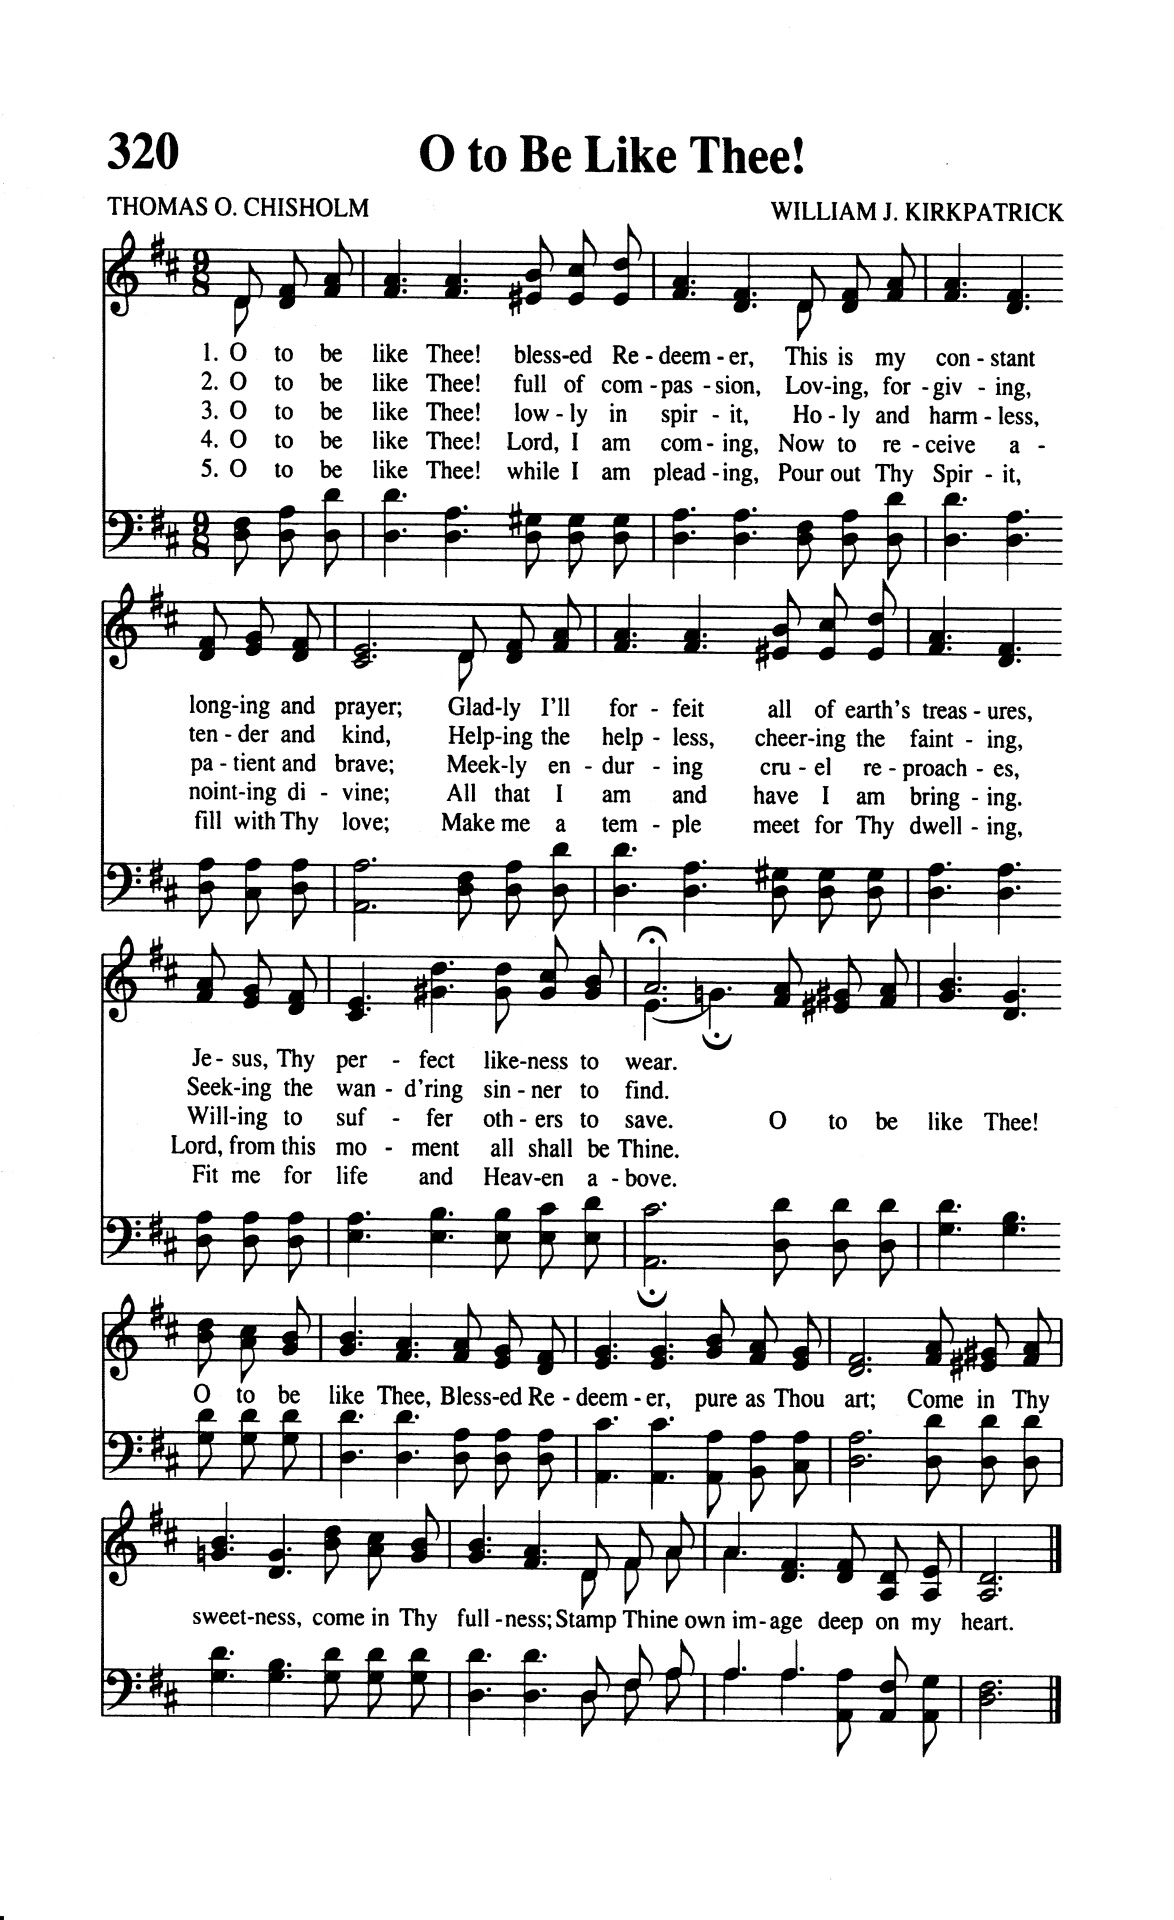 320 O to Be Like Thee!
THOMAS O. CHISHOLM WILLIAM J. KIRKPATRICK
1. O to be like Thee! bless-ed Re - deem - er, This is my con - stant
2. O to be like Thee! full of com - pas - sion, Lov-ing, for - giv - ing,
3. O to be like Thee! low - ly in spir - it, Ho - ly and harm - less,
4. O to be like Thee! Lord, I am com - ing, Now to re - ceive a -
5. O to be like Thee! while I am plead - ing, Pour out Thy Spir - it,
long-ing and prayer; Glad-ly I'll for - feit all of earth's treas - ures,
ten - der and kind, Help-ing the help - less, cheer-ing the faint - ing,
pa - tient and brave; Meek-ly en - dur - ing cru - el re - proach - es,
noint-ing di - vine; All that I am and have I am bring - ing.
fill with Thy love; Make me a tem - ple meet for Thy dwell - ing,
Je - sus, Thy per - fect like-ness to wear.
Seek-ing the wan - d'ring sin - ner to find.
Will-ing to suf - fer oth - ers to save. O to be like Thee!
Lord, from this mo - ment all shall be Thine.
Fit me for life and Heav-en a - bove.
O to be like Thee, Bless-ed Re - deem - er, pure as Thou art; Come in Thy
sweet-ness, come in Thy full - ness; Stamp Thine own im - age deep on my heart.